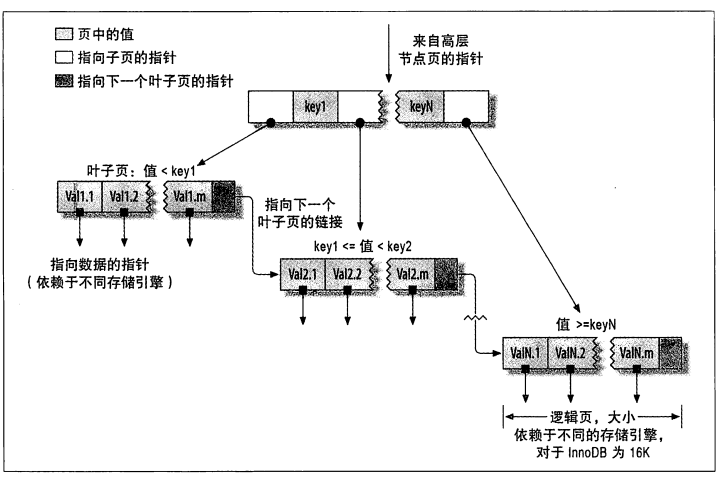 页中的值
指向子页的指针
指向下一个叶子页的指针
来自高层
节点页的指针
key1
keyN
叶子页：值 < key1
Val1.1
Val1.2
Val1.m
指向下一个
叶子页的链接
指向数据的指针
（依赖于不同存储引擎）
key1 <= 值 < key2
Val2.1
Val2.2
Val2.m
值 >=keyN
ValN.1
ValN.2
ValN.m
逻辑页，大小
依赖于不同的存储引擎，
对于 InnoDB 为 16K